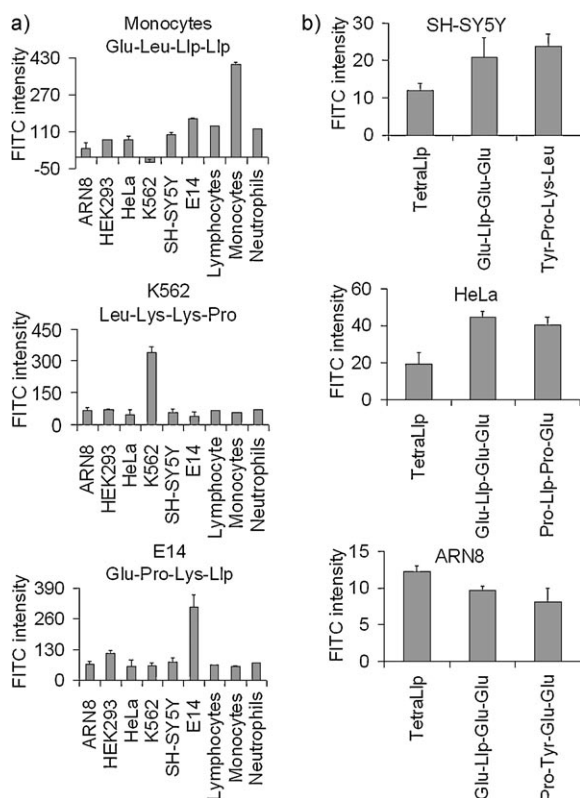 a)
Monocytes
Glu-Leu-Llp-Llp
FITC intensity
430
270
110
-50
ARN8
HEK293
HeLa
K562
SH-SY5Y
E14
Lymphocytes
Monocytes
Neutrophils
K562
Leu-Lys-Lys-Pro
FITC intensity
450
300
150
0
ARN8
HEK293
HeLa
K562
SH-SY5Y
E14
Lymphocyte
Monocytes
Neutrophils
E14
Glu-Pro-Lys-Llp
FITC intensity
390
260
130
0
ARN8
HEK293
HeLa
K562
SH-SY5Y
E14
Lymphocytes
Monocytes
Neutrophils
b)
SH-SY5Y
FITC intensity
30
20
10
0
TetraLlp
Glu-Llp-Glu-Glu
Tyr-Pro-Lys-Leu
HeLa
FITC intensity
60
40
20
0
TetraLlp
Glu-Llp-Glu-Glu
Pro-Llp-Pro-Glu
ARN8
FITC intensity
15
10
5
0
TetraLlp
Glu-Llp-Glu-Glu
Pro-Tyr-Glu-Glu